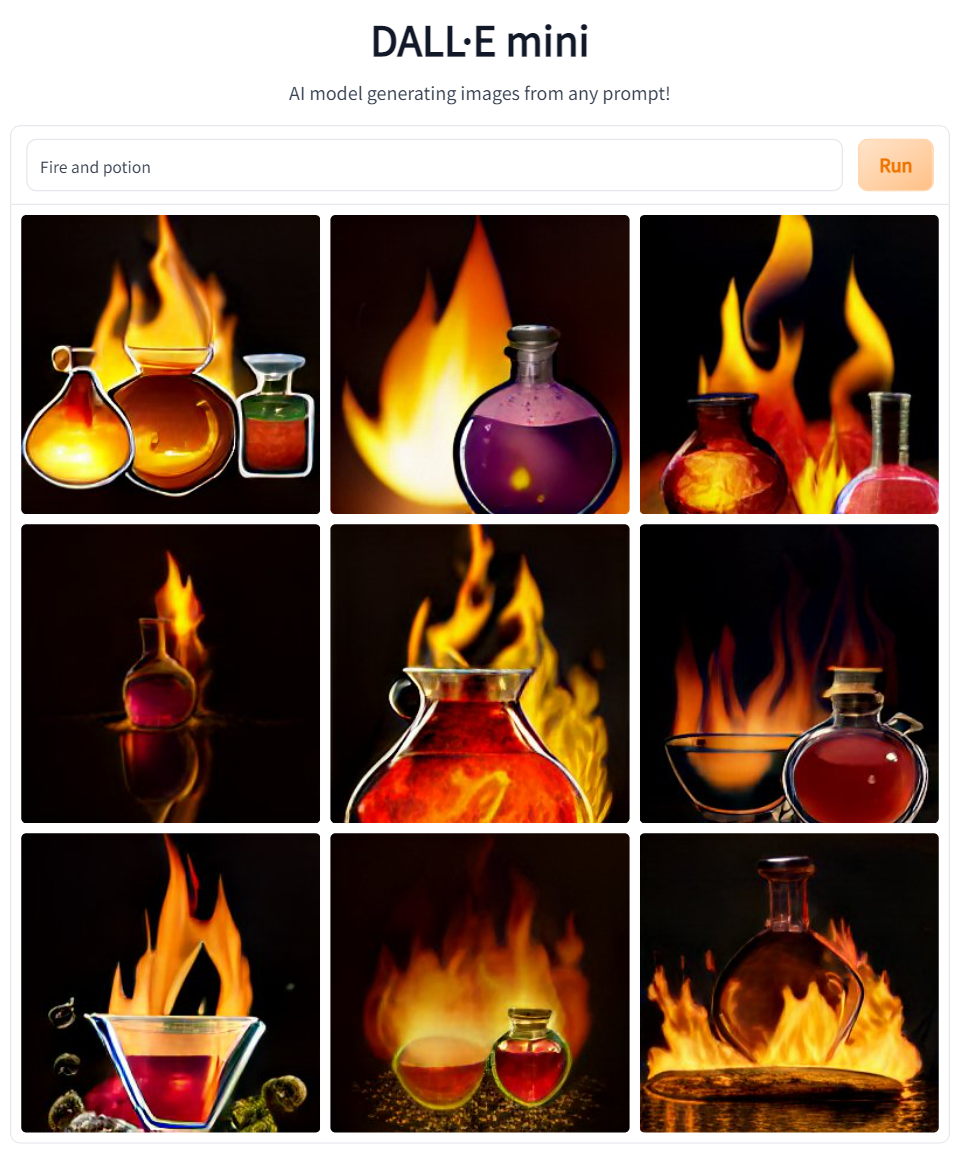 DALL·E mini
AI model generating images from any prompt!
Fire and potion
Run